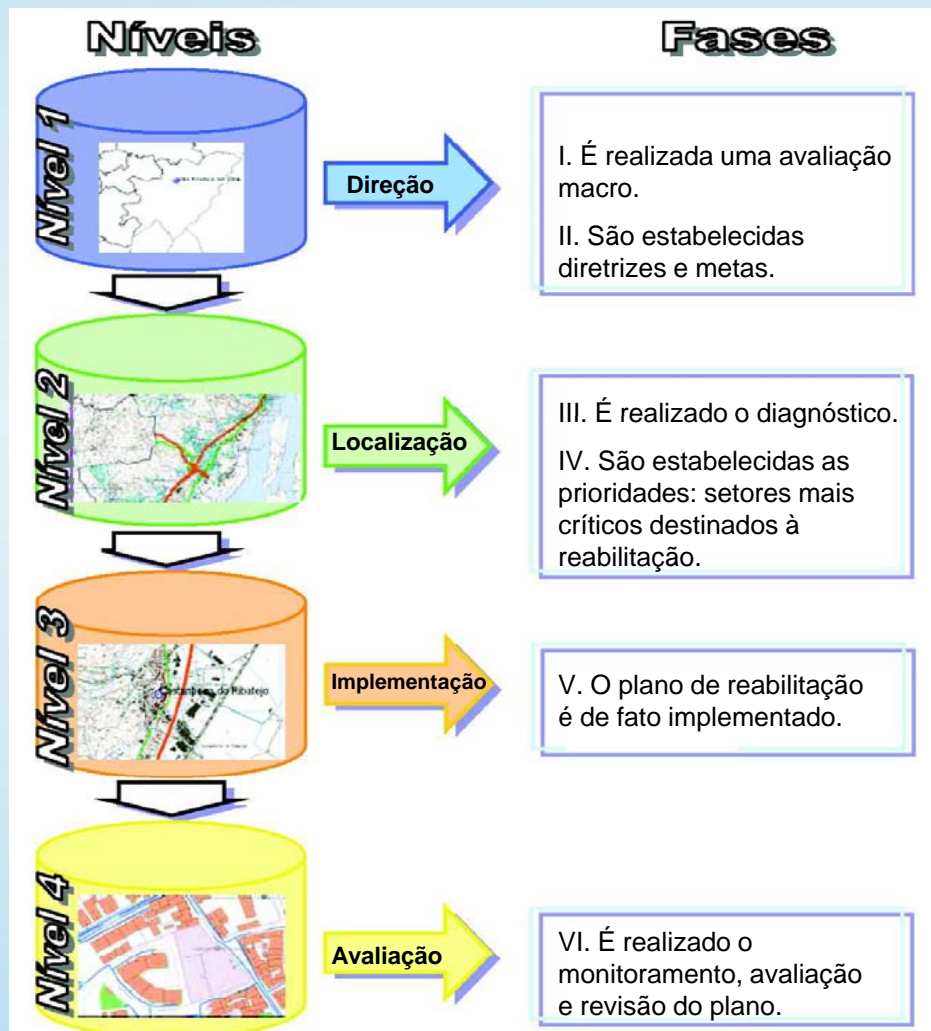 Níveis
Fases
Nível 1
Direção
I. É realizada uma avaliação
macro.
II. São estabelecidas
diretrizes e metas.
Nível 2
Localização
III. É realizado o diagnóstico.
IV. São estabelecidas as
prioridades: setores mais
críticos destinados à
reabilitação.
Nível 3
Implementação
V. O plano de reabilitação
é de fato implementado.
Nível 4
Avaliação
VI. É realizado o
monitoramento, avaliação
e revisão do plano.